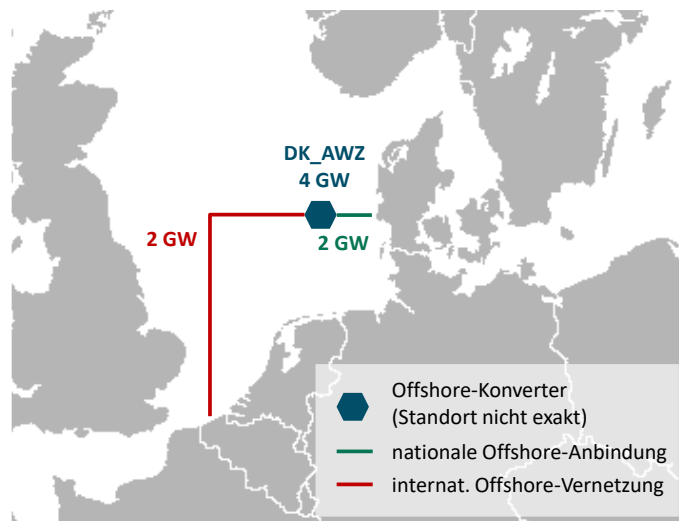 DK_AWZ
4 GW
2 GW
2 GW
Offshore-Konverter
(Standort nicht exakt)
nationale Offshore-Anbindung
internat. Offshore-Vernetzung